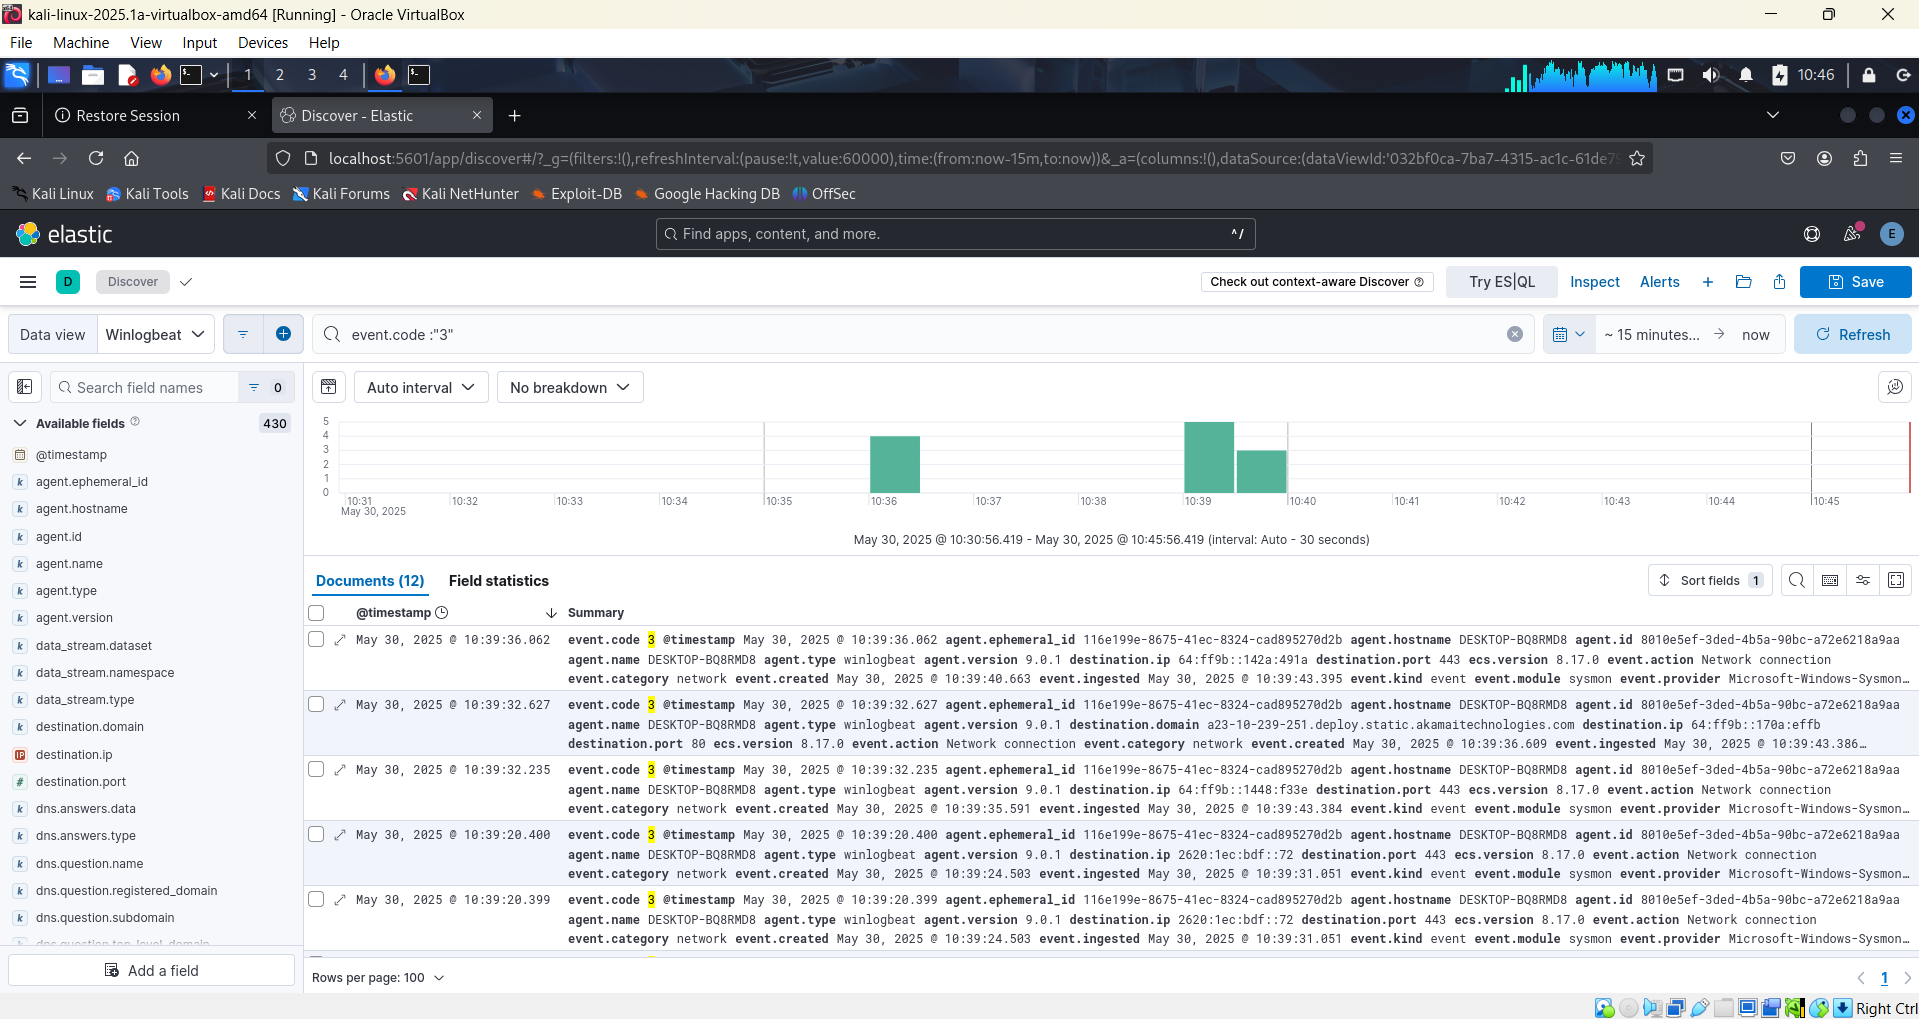 kali-linux-2025.1a-virtualbox-amd64 [Running] - Oracle VirtualBox
File Machine View Input Devices Help
1 2 3 4 10:46
Restore Session Discover - Elastic
localhost:5601/app/discover#/?_g=(filters:!(),refreshInterval:(pause:!t,value:60000),time:(from:now-15m,to:now))&_a=(columns:!(),dataSource:(dataViewId:'032bf0ca-7ba7-4315-ac1c-61de79
Kali Linux Kali Tools Kali Docs Kali Forums Kali NetHunter Exploit-DB Google Hacking DB OffSec
elastic Find apps, content, and more. ^/ E
D Discover Check out context-aware Discover Try ES|QL Inspect Alerts Save
Data view Winlogbeat event.code :"3" ~ 15 minutes... now Refresh
Search field names 0 Auto interval No breakdown
Available fields 430
@timestamp
agent.ephemeral_id
agent.hostname
agent.id
agent.name
agent.type
agent.version
data_stream.dataset
data_stream.namespace
data_stream.type
destination.domain
destination.ip
destination.port
dns.answers.data
dns.answers.type
dns.question.name
dns.question.registered_domain
dns.question.subdomain
dns.question.top_level_domain
Add a field
5
4
3
2
1
0
10:31 10:32 10:33 10:34 10:35 10:36 10:37 10:38 10:39 10:40 10:41 10:42 10:43 10:44 10:45
May 30, 2025
May 30, 2025 @ 10:30:56.419 - May 30, 2025 @ 10:45:56.419 (interval: Auto - 30 seconds)
Documents (12) Field statistics Sort fields 1
@timestamp Summary
May 30, 2025 @ 10:39:36.062 event.code 3 @timestamp May 30, 2025 @ 10:39:36.062 agent.ephemeral_id 116e199e-8675-41ec-8324-cad895270d2b agent.hostname DESKTOP-BQ8RMD8 agent.id 8010e5ef-3ded-4b5a-90bc-a72e6218a9aa
agent.name DESKTOP-BQ8RMD8 agent.type winlogbeat agent.version 9.0.1 destination.ip 64:ff9b::142a:491a destination.port 443 ecs.version 8.17.0 event.action Network connection
event.category network event.created May 30, 2025 @ 10:39:40.663 event.ingested May 30, 2025 @ 10:39:43.395 event.kind event event.module sysmon event.provider Microsoft-Windows-Sysmon…
May 30, 2025 @ 10:39:32.627 event.code 3 @timestamp May 30, 2025 @ 10:39:32.627 agent.ephemeral_id 116e199e-8675-41ec-8324-cad895270d2b agent.hostname DESKTOP-BQ8RMD8 agent.id 8010e5ef-3ded-4b5a-90bc-a72e6218a9aa
agent.name DESKTOP-BQ8RMD8 agent.type winlogbeat agent.version 9.0.1 destination.domain a23-10-239-251.deploy.static.akamaitechnologies.com destination.ip 64:ff9b::170a:effb
destination.port 80 ecs.version 8.17.0 event.action Network connection event.category network event.created May 30, 2025 @ 10:39:36.609 event.ingested May 30, 2025 @ 10:39:43.386…
May 30, 2025 @ 10:39:32.235 event.code 3 @timestamp May 30, 2025 @ 10:39:32.235 agent.ephemeral_id 116e199e-8675-41ec-8324-cad895270d2b agent.hostname DESKTOP-BQ8RMD8 agent.id 8010e5ef-3ded-4b5a-90bc-a72e6218a9aa
agent.name DESKTOP-BQ8RMD8 agent.type winlogbeat agent.version 9.0.1 destination.ip 64:ff9b::1448:f33e destination.port 443 ecs.version 8.17.0 event.action Network connection
event.category network event.created May 30, 2025 @ 10:39:35.591 event.ingested May 30, 2025 @ 10:39:43.384 event.kind event event.module sysmon event.provider Microsoft-Windows-Sysmon…
May 30, 2025 @ 10:39:20.400 event.code 3 @timestamp May 30, 2025 @ 10:39:20.400 agent.ephemeral_id 116e199e-8675-41ec-8324-cad895270d2b agent.hostname DESKTOP-BQ8RMD8 agent.id 8010e5ef-3ded-4b5a-90bc-a72e6218a9aa
agent.name DESKTOP-BQ8RMD8 agent.type winlogbeat agent.version 9.0.1 destination.ip 2620:1ec:bdf::72 destination.port 443 ecs.version 8.17.0 event.action Network connection
event.category network event.created May 30, 2025 @ 10:39:24.503 event.ingested May 30, 2025 @ 10:39:31.051 event.kind event event.module sysmon event.provider Microsoft-Windows-Sysmon…
May 30, 2025 @ 10:39:20.399 event.code 3 @timestamp May 30, 2025 @ 10:39:20.399 agent.ephemeral_id 116e199e-8675-41ec-8324-cad895270d2b agent.hostname DESKTOP-BQ8RMD8 agent.id 8010e5ef-3ded-4b5a-90bc-a72e6218a9aa
agent.name DESKTOP-BQ8RMD8 agent.type winlogbeat agent.version 9.0.1 destination.ip 2620:1ec:bdf::72 destination.port 443 ecs.version 8.17.0 event.action Network connection
event.category network event.created May 30, 2025 @ 10:39:24.503 event.ingested May 30, 2025 @ 10:39:31.051 event.kind event event.module sysmon event.provider Microsoft-Windows-Sysmon…
Rows per page: 100 1
Right Ctrl